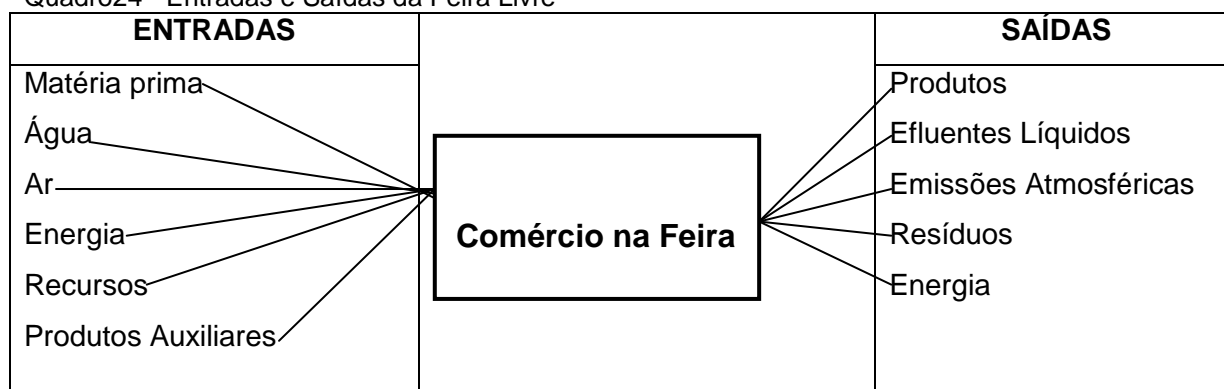 Quadro24 - Entradas e Saídas da Feira Livre
ENTRADAS
Matéria prima
Água
Ar
Energia
Recursos
Produtos Auxiliares
Comércio na Feira
SAÍDAS
Produtos
Efluentes Líquidos
Emissões Atmosféricas
Resíduos
Energia